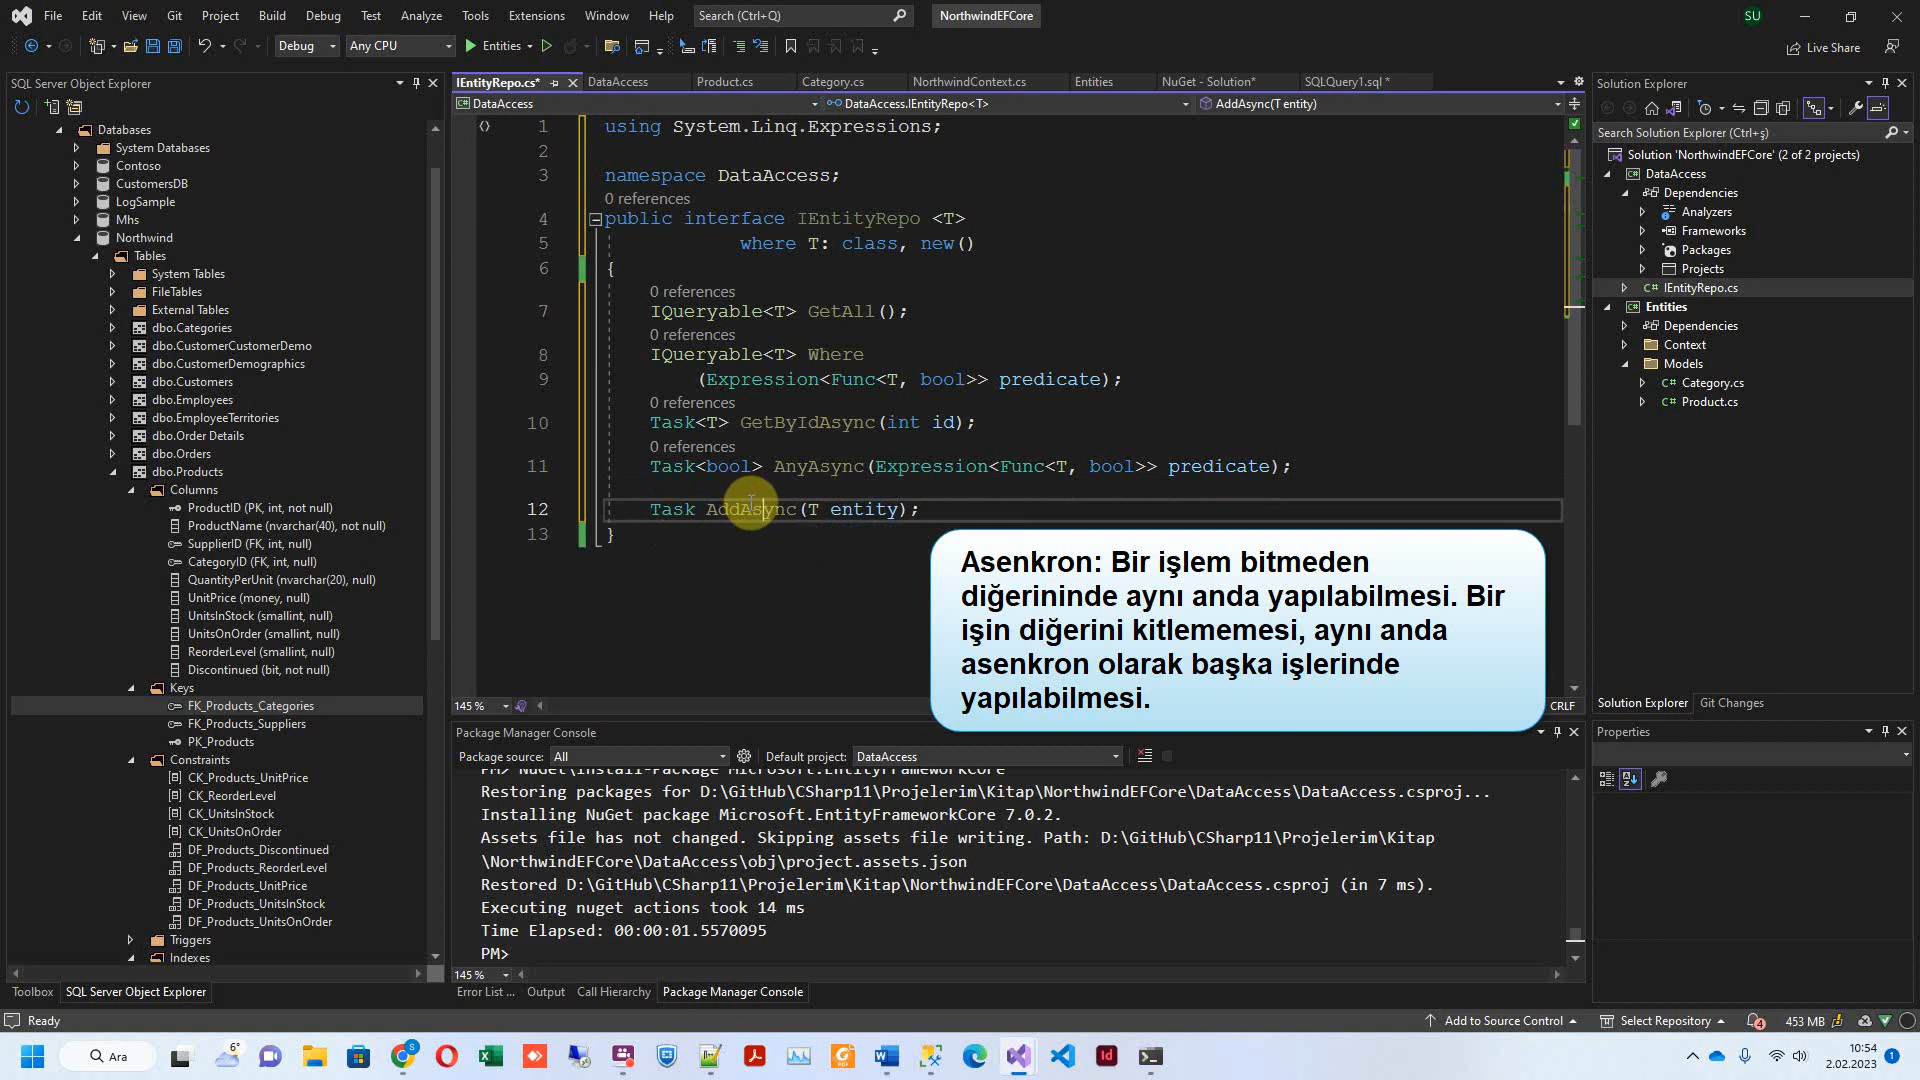 File Edit View Git Project Build Debug Test Analyze Tools Extensions Window Help Search (Ctrl+Q) NorthwindEFCore SU
Debug Any CPU Entities Live Share
SQL Server Object Explorer
Databases
System Databases
Contoso
CustomersDB
LogSample
Mhs
Northwind
Tables
System Tables
FileTables
External Tables
dbo.Categories
dbo.CustomerCustomerDemo
dbo.CustomerDemographics
dbo.Customers
dbo.Employees
dbo.EmployeeTerritories
dbo.Order Details
dbo.Orders
dbo.Products
Columns
ProductID (PK, int, not null)
ProductName (nvarchar(40), not null)
SupplierID (FK, int, null)
CategoryID (FK, int, null)
QuantityPerUnit (nvarchar(20), null)
UnitPrice (money, null)
UnitsInStock (smallint, null)
UnitsOnOrder (smallint, null)
ReorderLevel (smallint, null)
Discontinued (bit, not null)
Keys
FK_Products_Categories
FK_Products_Suppliers
PK_Products
Constraints
CK_Products_UnitPrice
CK_ReorderLevel
CK_UnitsInStock
CK_UnitsOnOrder
DF_Products_Discontinued
DF_Products_ReorderLevel
DF_Products_UnitPrice
DF_Products_UnitsInStock
DF_Products_UnitsOnOrder
Triggers
Indexes
Toolbox SQL Server Object Explorer
IEntityRepo.cs* DataAccess Product.cs Category.cs NorthwindContext.cs Entities NuGet - Solution* SQLQuery1.sql *
DataAccess DataAccess.IEntityRepo<T> AddAsync(T entity)
1 using System.Linq.Expressions;
2
3 namespace DataAccess;
0 references
4 public interface IEntityRepo <T>
5 where T: class, new()
6 {
0 references
7 IQueryable<T> GetAll();
0 references
8 IQueryable<T> Where
9 (Expression<Func<T, bool>> predicate);
0 references
10 Task<T> GetByIdAsync(int id);
0 references
11 Task<bool> AnyAsync(Expression<Func<T, bool>> predicate);
12 Task AddAsync(T entity);
13 }
Asenkron: Bir işlem bitmeden
diğerininde aynı anda yapılabilmesi. Bir
işin diğerini kitlememesi, aynı anda
asenkron olarak başka işlerinde
yapılabilmesi.
145 % CRLF
Package Manager Console
Package source: All Default project: DataAccess
PM> NuGet\Install-Package Microsoft.EntityFrameworkCore
Restoring packages for D:\GitHub\CSharp11\Projelerim\Kitap\NorthwindEFCore\DataAccess\DataAccess.csproj...
Installing NuGet package Microsoft.EntityFrameworkCore 7.0.2.
Assets file has not changed. Skipping assets file writing. Path: D:\GitHub\CSharp11\Projelerim\Kitap
\NorthwindEFCore\DataAccess\obj\project.assets.json
Restored D:\GitHub\CSharp11\Projelerim\Kitap\NorthwindEFCore\DataAccess\DataAccess.csproj (in 7 ms).
Executing nuget actions took 14 ms
Time Elapsed: 00:00:01.5570095
PM>
145 %
Error List ... Output Call Hierarchy Package Manager Console
Solution Explorer
Search Solution Explorer (Ctrl+ş)
Solution 'NorthwindEFCore' (2 of 2 projects)
DataAccess
Dependencies
Analyzers
Frameworks
Packages
Projects
IEntityRepo.cs
Entities
Dependencies
Context
Models
Category.cs
Product.cs
Solution Explorer Git Changes
Properties
Ready Add to Source Control Select Repository 4 453 MB
6° Ara 10:54
2.02.2023 1